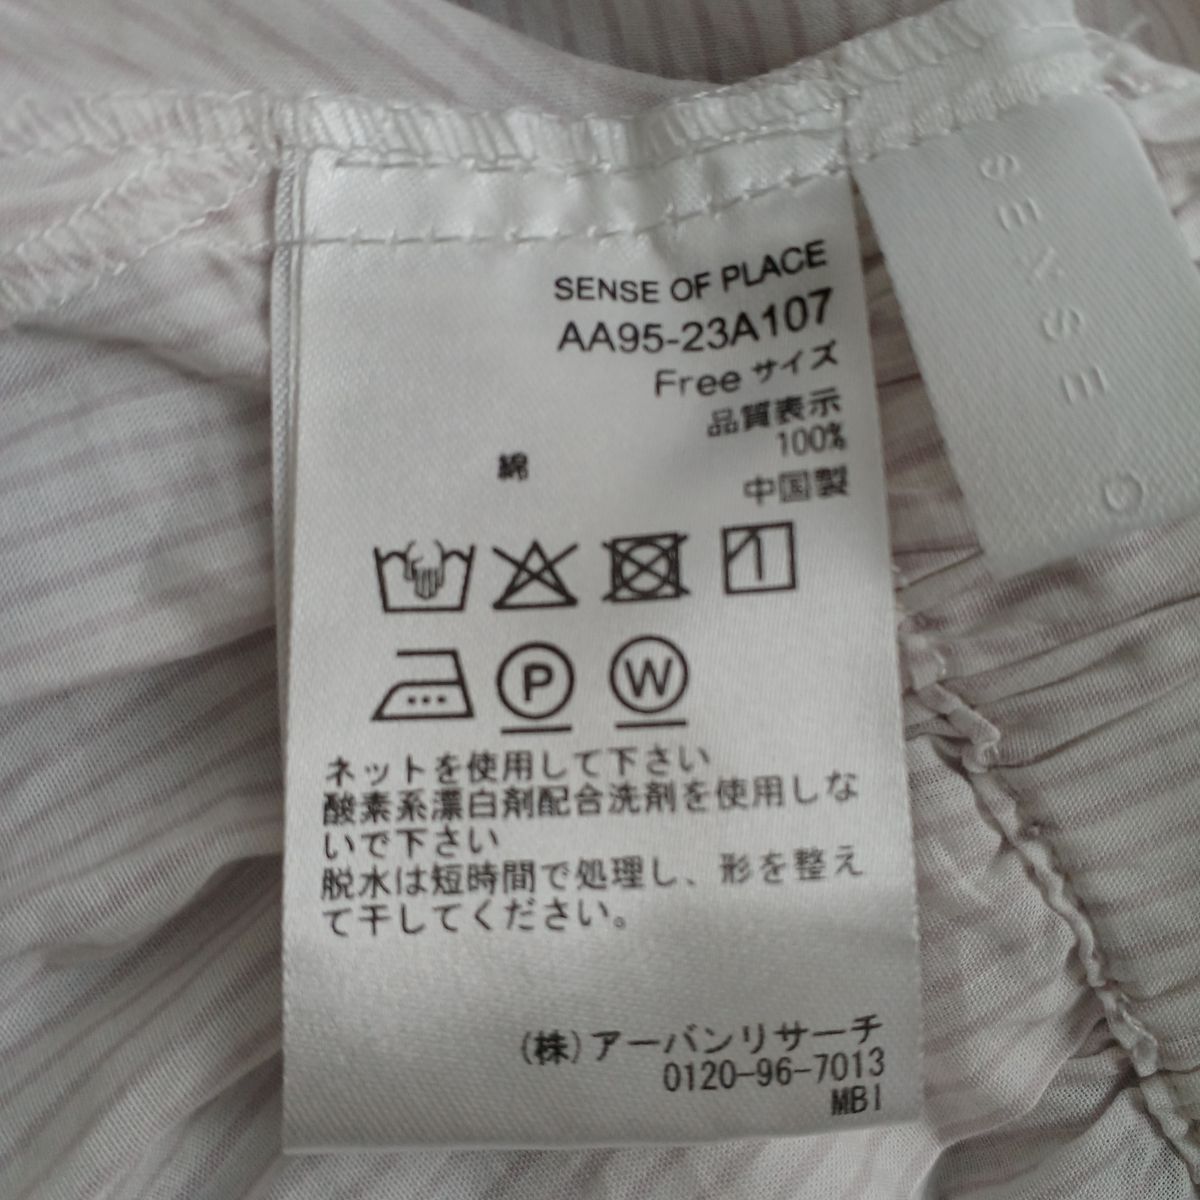 SENSE OF PLACE
AA95-23A107
Free サイズ
品質表示
綿 100%
中国製
P W
ネットを使用して下さい
酸素系漂白剤配合洗剤を使用しな
いで下さい
脱水は短時間で処理し、形を整え
て干してください。
(株)アーバンリサーチ
0120-96-7013
MBI
SENSE O